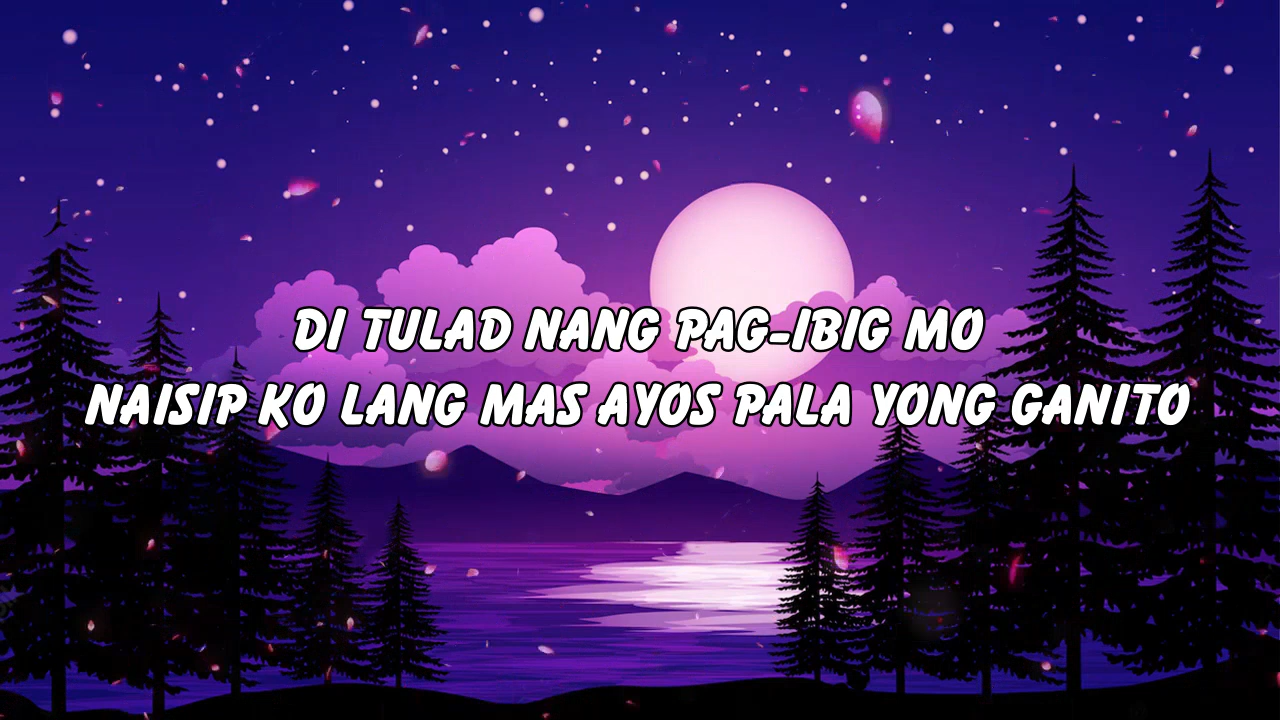 DI TULAD NANG PAG-IBIG MO
NAISIP KO LANG MAS AYOS PALA YONG GANITO